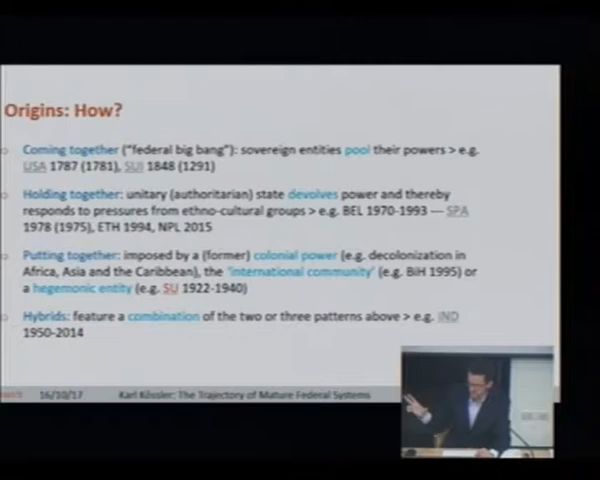 Origins: How?
Coming together ("federal big bang"): sovereign entities pool their powers > e.g.
USA 1787 (1781), SUI 1848 (1291)
Holding together: unitary (authoritarian) state devolves power and thereby
responds to pressures from ethno-cultural groups > e.g. BEL 1970-1993 — SPA
1978 (1975), ETH 1994, NPL 2015
Putting together: imposed by a (former) colonial power (e.g. decolonization in
Africa, Asia and the Caribbean), the 'international community' (e.g. BiH 1995) or
a hegemonic entity (e.g. SU 1922-1940)
Hybrids: feature a combination of the two or three patterns above > e.g. IND
1950-2014
16/10/17 Karl Kössler: The Trajectory of Mature Federal Systems